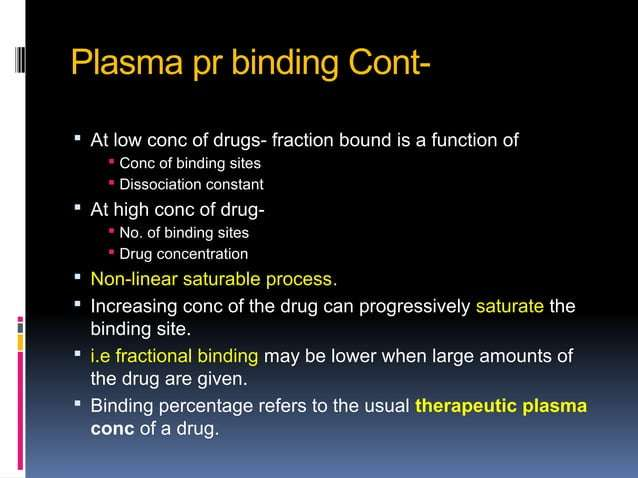 Plasma pr binding Cont-
▪ At low conc of drugs- fraction bound is a function of
▪ Conc of binding sites
▪ Dissociation constant
▪ At high conc of drug-
▪ No. of binding sites
▪ Drug concentration
▪ Non-linear saturable process.
▪ Increasing conc of the drug can progressively saturate the
binding site.
▪ i.e fractional binding may be lower when large amounts of
the drug are given.
▪ Binding percentage refers to the usual therapeutic plasma
conc of a drug.